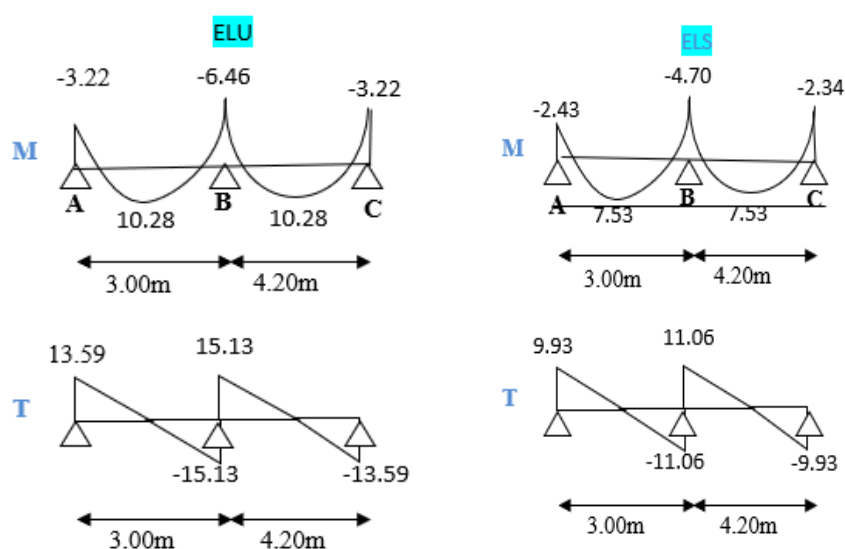 ELU
-3.22 -6.46 -3.22
M
A B C
10.28 10.28
3.00m 4.20m
ELS
-2.43 -4.70 -2.34
M
A B C
7.53 7.53
3.00m 4.20m
13.59 15.13
T
-15.13 -13.59
3.00m 4.20m
9.93 11.06
T
-11.06 -9.93
3.00m 4.20m